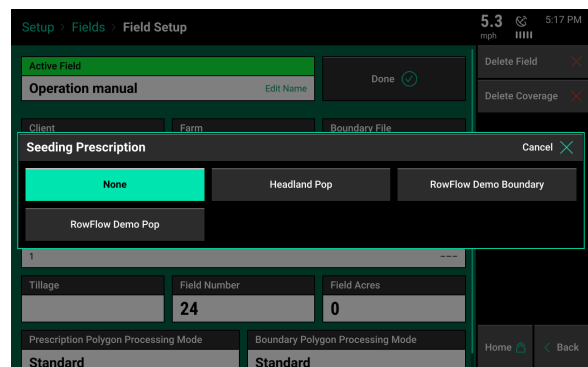 Setup > Fields > Field Setup
5.3
mph
5:17 PM
Active Field
Operation manual
Edit Name
Done
Delete Field
Delete Coverage
Client
Farm
Boundary File
Seeding Prescription
Cancel
None
Headland Pop
RowFlow Demo Boundary
RowFlow Demo Pop
1
---
Tillage
Field Number
Field Acres
24
0
Prescription Polygon Processing Mode
Boundary Polygon Processing Mode
Standard
Standard
Home
< Back